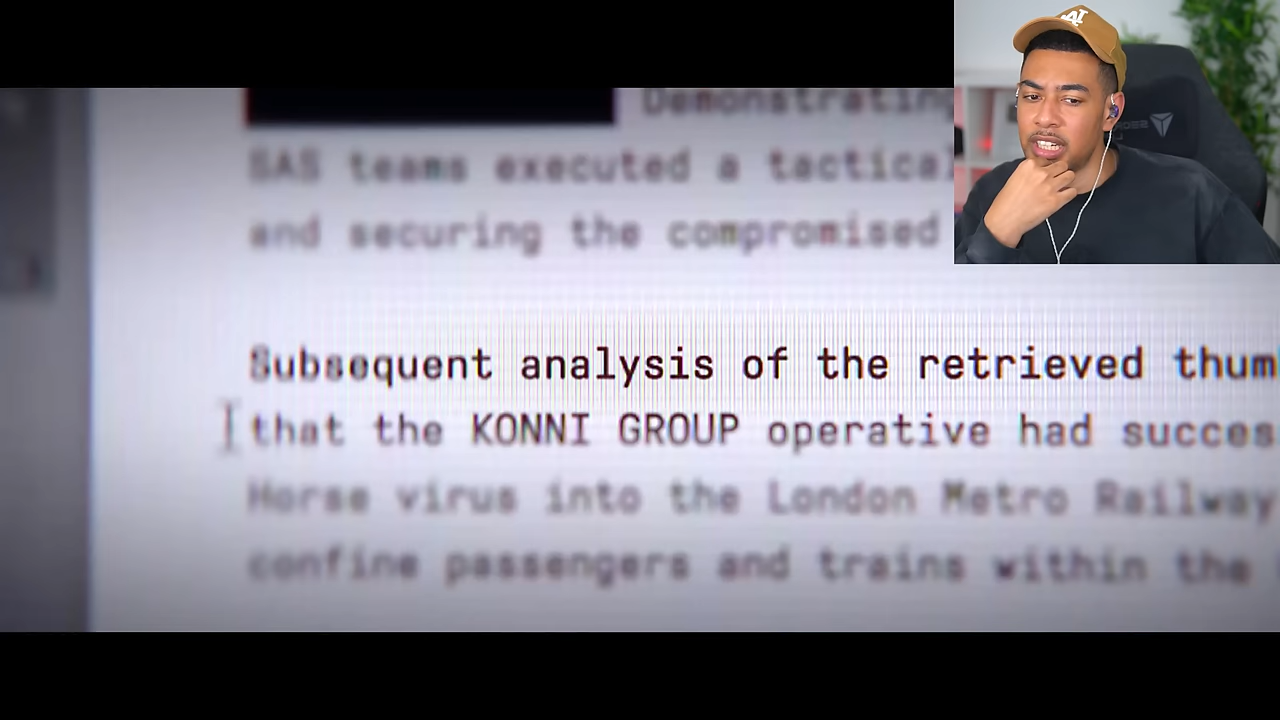 Demonstrating
SAS teams executed a tactical
and securing the compromised
Subsequent analysis of the retrieved thum
that the KONNI GROUP operative had succes
Horse virus into the London Metro Railway
confine passengers and trains within the